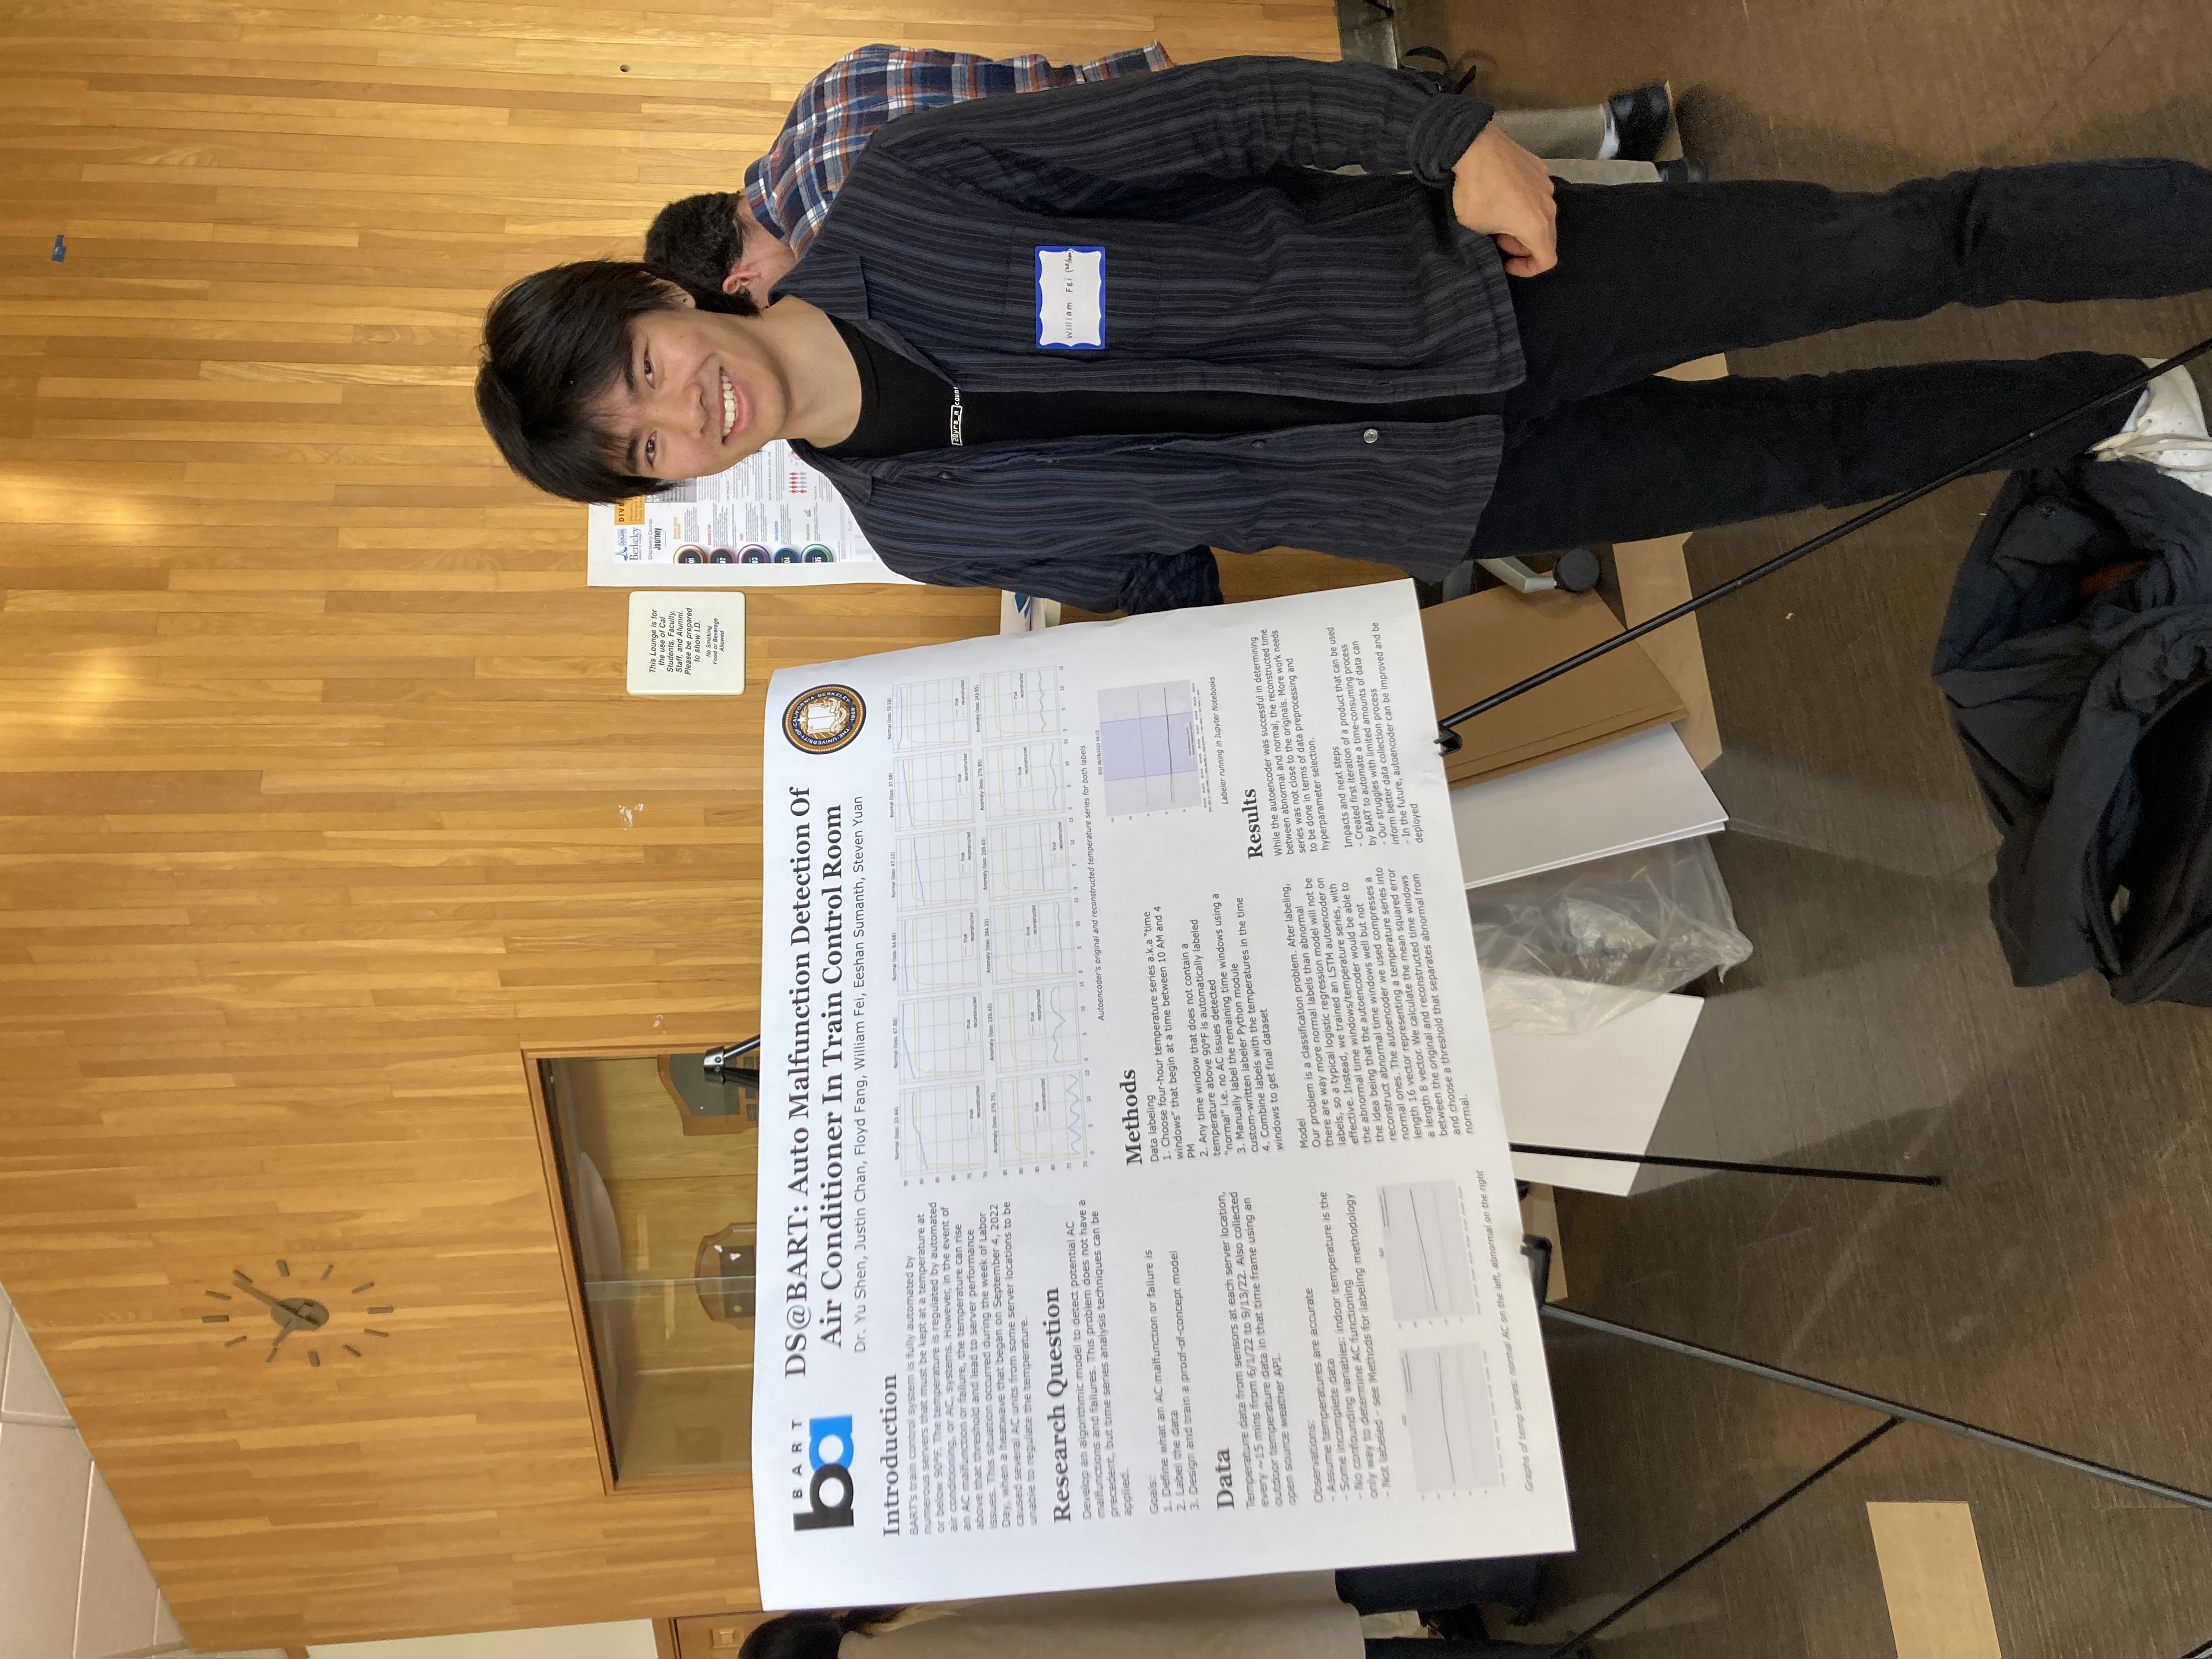 BART
ba
DS@BART: Auto Malfunction Detection Of
Air Conditioner In Train Control Room
Dr. Yu Shen, Justin Chan, Floyd Fang, William Fei, Eeshan Sumanth, Steven Yuan
Introduction
BART's train control system is fully automated by
numerous servers that must be kept at a temperature at
or below 90°F. The temperature is regulated by automated
air conditioning, or AC, systems. However, in the event of
an AC malfunction or failure, the temperature can rise
above that threshold and lead to server performance
issues. This situation occurred during the week of Labor
Day, when a heatwave that began on September 4, 2022
caused several AC units from some server locations to be
unable to regulate the temperature.
Research Question
Develop an algorithmic model to detect potential AC
malfunctions and failures. This problem does not have a
precedent, but time series analysis techniques can be
applied.
Goals:
1. Define what an AC malfunction or failure is
2. Label the data
3. Design and train a proof-of-concept model
Data
Temperature data from sensors at each server location,
every ~15 mins from 6/1/22 to 9/13/22. Also collected
outdoor temperature data in that time frame using an
open source weather API.
Observations:
- Assume temperatures are accurate
- Some incomplete data
- No confounding variables: indoor temperature is the
only way to determine AC functioning
- Not labeled - see Methods for labeling methodology
Graphs of temp series: normal AC on the left, abnormal on the right
Autoencoder's original and reconstructed temperature series for both labels
Methods
Data labeling
1. Choose four-hour temperature series a.k.a "time
windows" that begin at a time between 10 AM and 4
PM
2. Any time window that does not contain a
temperature above 90°F is automatically labeled
"normal" i.e. no AC issues detected
3. Manually label the remaining time windows using a
custom-written labeler Python module
4. Combine labels with the temperatures in the time
windows to get final dataset
Model
Our problem is a classification problem. After labeling,
there are way more normal labels than abnormal
labels, so a typical logistic regression model will not be
effective. Instead, we trained an LSTM autoencoder on
the abnormal time windows/temperature series, with
the idea being that the autoencoder would be able to
reconstruct abnormal time windows well but not
normal ones. The autoencoder we used compresses a
length 16 vector representing a temperature series into
a length 8 vector. We calculate the mean squared error
between the original and reconstructed time windows
and choose a threshold that separates abnormal from
normal.
Labeler running in Jupyter Notebooks
Results
While the autoencoder was successful in determining
between abnormal and normal, the reconstructed time
series was not close to the originals. More work needs
to be done in terms of data preprocessing and
hyperparameter selection.
Impacts and next steps
- Created first iteration of a product that can be used
by BART to automate a time-consuming process
- Our struggles with limited amounts of data can
inform better data collection process
- In the future, autoencoder can be improved and be
deployed
This Lounge is for
the use of Cal
Students, Faculty,
Staff, and Alumni.
Please be prepared
to show I.D.
No Smoking
Food or Beverage
Allowed
Berkeley
DIVE
Discovery Course
Journey
01
02
03
04
05
William Fei